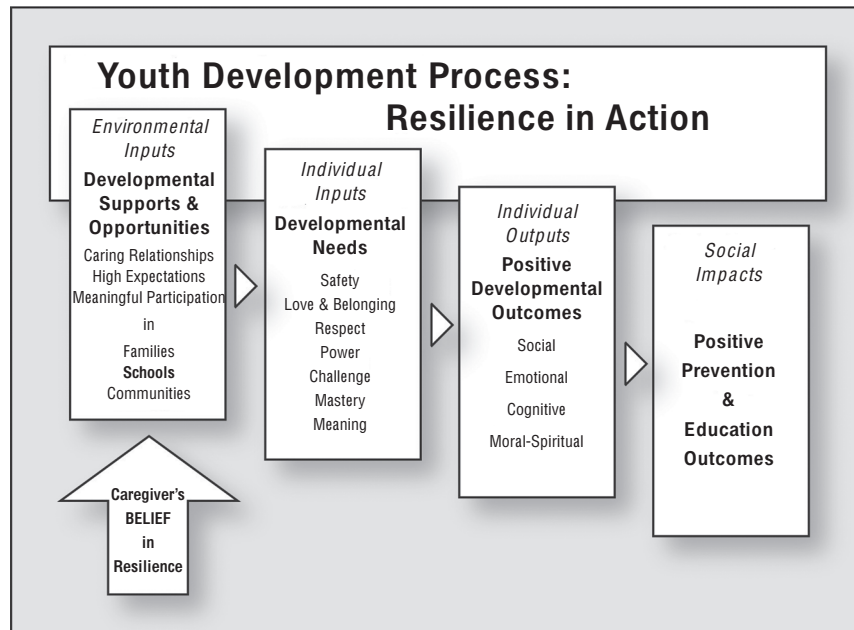 Youth Development Process:
Resilience in Action
Environmental
Inputs
Developmental
Supports &
Opportunities
Caring Relationships
High Expectations
Meaningful Participation
in
Families
Schools
Communities
Caregiver's
BELIEF
in
Resilience
Individual
Inputs
Developmental
Needs
Safety
Love & Belonging
Respect
Power
Challenge
Mastery
Meaning
Individual
Outputs
Positive
Developmental
Outcomes
Social
Emotional
Cognitive
Moral-Spiritual
Social
Impacts
Positive
Prevention
&
Education
Outcomes